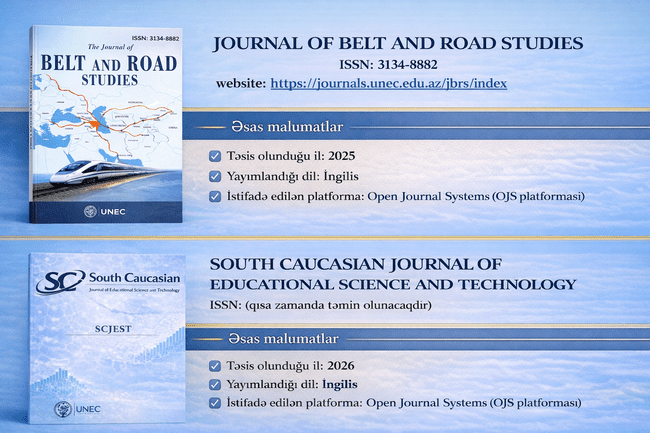 ISSN: 3134-8882
The Journal of
BELT AND ROAD
STUDIES
UNEC
JOURNAL OF BELT AND ROAD STUDIES
ISSN: 3134-8882
website: https://journals.unec.edu.az/jbrs/index
Əsas malumatlar
Təsis olunduğu il: 2025
Yayımlandığı dil: İngilis
İstifadə edilən platforma: Open Journal Systems (OJS platformasi)
SC South Caucasian
Journal of Educational Science and Technology
SCJEST
UNEC
SOUTH CAUCASIAN JOURNAL OF
EDUCATIONAL SCIENCE AND TECHNOLOGY
ISSN: (qısa zamanda təmin olunacaqdir)
Əsas malumatlar
Təsis olunduğu il: 2026
Yayımlandığı dil: İngilis
İstifadə edilən platforma: Open Journal Systems (OJS platforması)